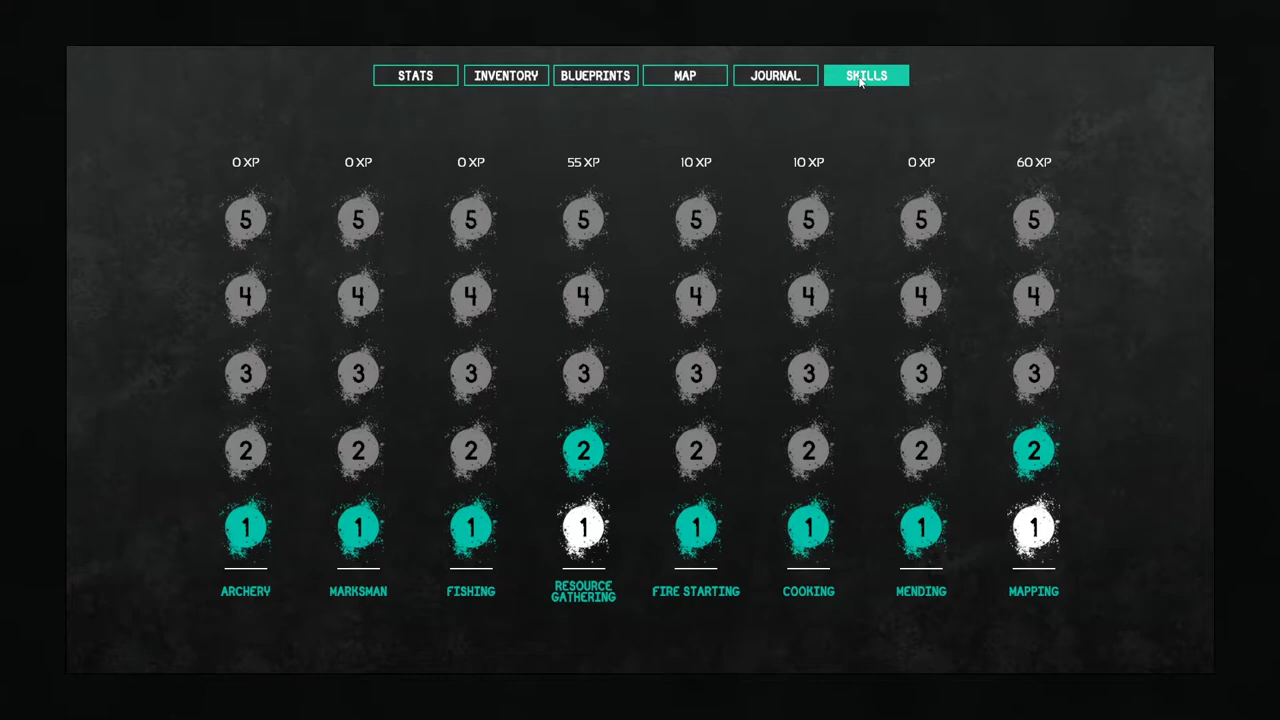 STATS INVENTORY BLUEPRINTS MAP JOURNAL SKILLS
0 XP 0 XP 0 XP 55 XP 10 XP 10 XP 0 XP 60 XP
5 5 5 5 5 5 5 5
4 4 4 4 4 4 4 4
3 3 3 3 3 3 3 3
2 2 2 2 2 2 2 2
1 1 1 1 1 1 1 1
ARCHERY MARKSMAN FISHING RESOURCE GATHERING FIRE STARTING COOKING MENDING MAPPING